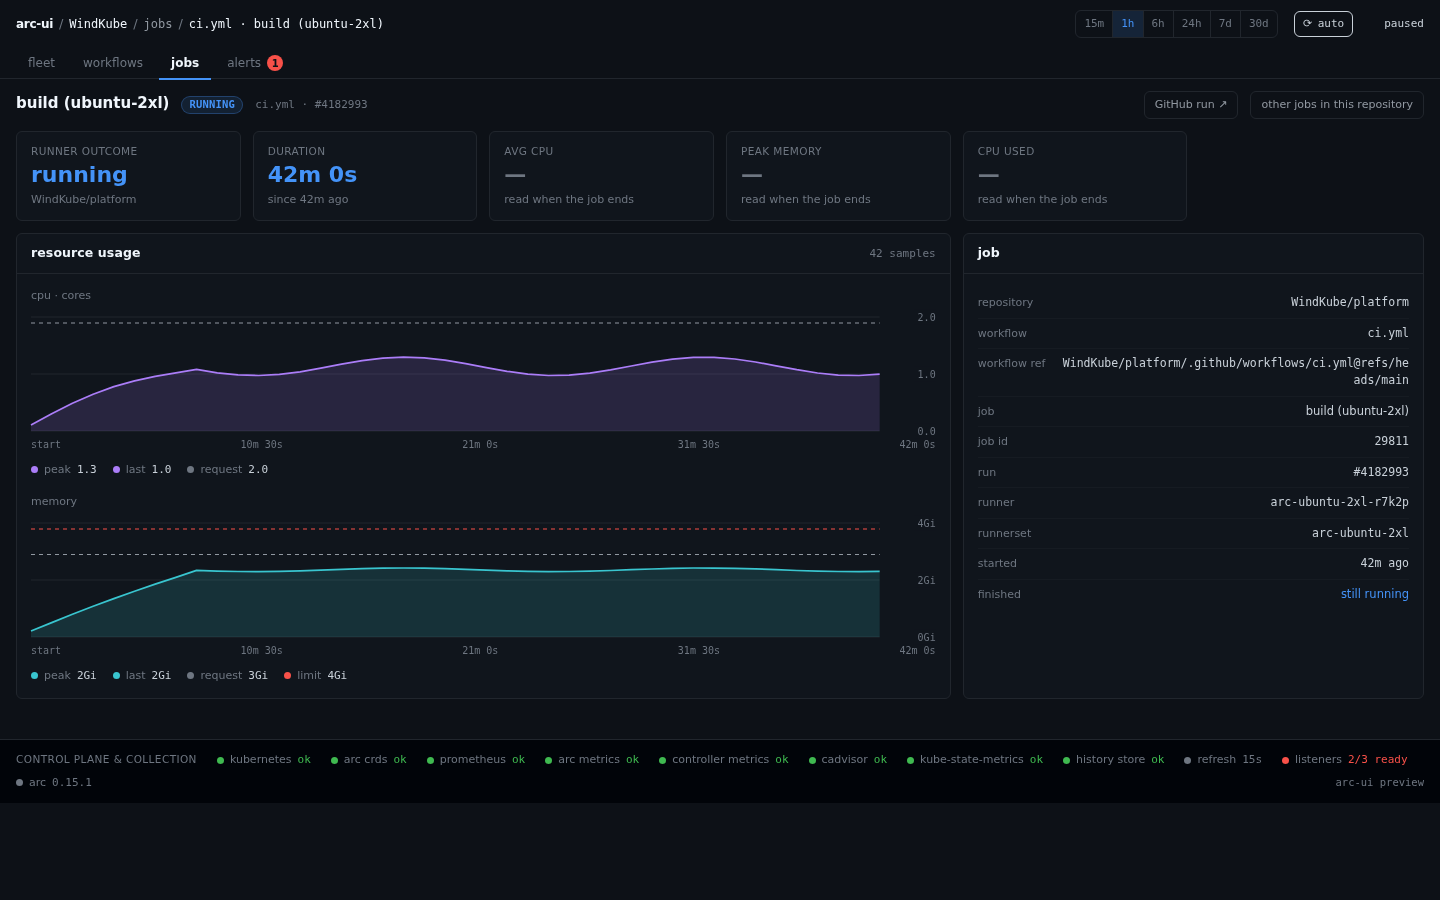 arc-ui / WindKube / jobs / ci.yml · build (ubuntu-2xl)
15m 1h 6h 24h 7d 30d ⟳ auto paused
fleet workflows jobs alerts 1
build (ubuntu-2xl) RUNNING ci.yml · #4182993
GitHub run ↗ other jobs in this repository
RUNNER OUTCOME
running
WindKube/platform
DURATION
42m 0s
since 42m ago
AVG CPU
—
read when the job ends
PEAK MEMORY
—
read when the job ends
CPU USED
—
read when the job ends
resource usage 42 samples
cpu · cores
2.0
1.0
0.0
start 10m 30s 21m 0s 31m 30s 42m 0s
peak 1.3 last 1.0 request 2.0
memory
4Gi
2Gi
0Gi
start 10m 30s 21m 0s 31m 30s 42m 0s
peak 2Gi last 2Gi request 3Gi limit 4Gi
job
repository WindKube/platform
workflow ci.yml
workflow ref WindKube/platform/.github/workflows/ci.yml@refs/he
ads/main
job build (ubuntu-2xl)
job id 29811
run #4182993
runner arc-ubuntu-2xl-r7k2p
runnerset arc-ubuntu-2xl
started 42m ago
finished still running
CONTROL PLANE & COLLECTION kubernetes ok arc crds ok prometheus ok arc metrics ok controller metrics ok cadvisor ok kube-state-metrics ok history store ok refresh 15s listeners 2/3 ready
arc 0.15.1 arc-ui preview